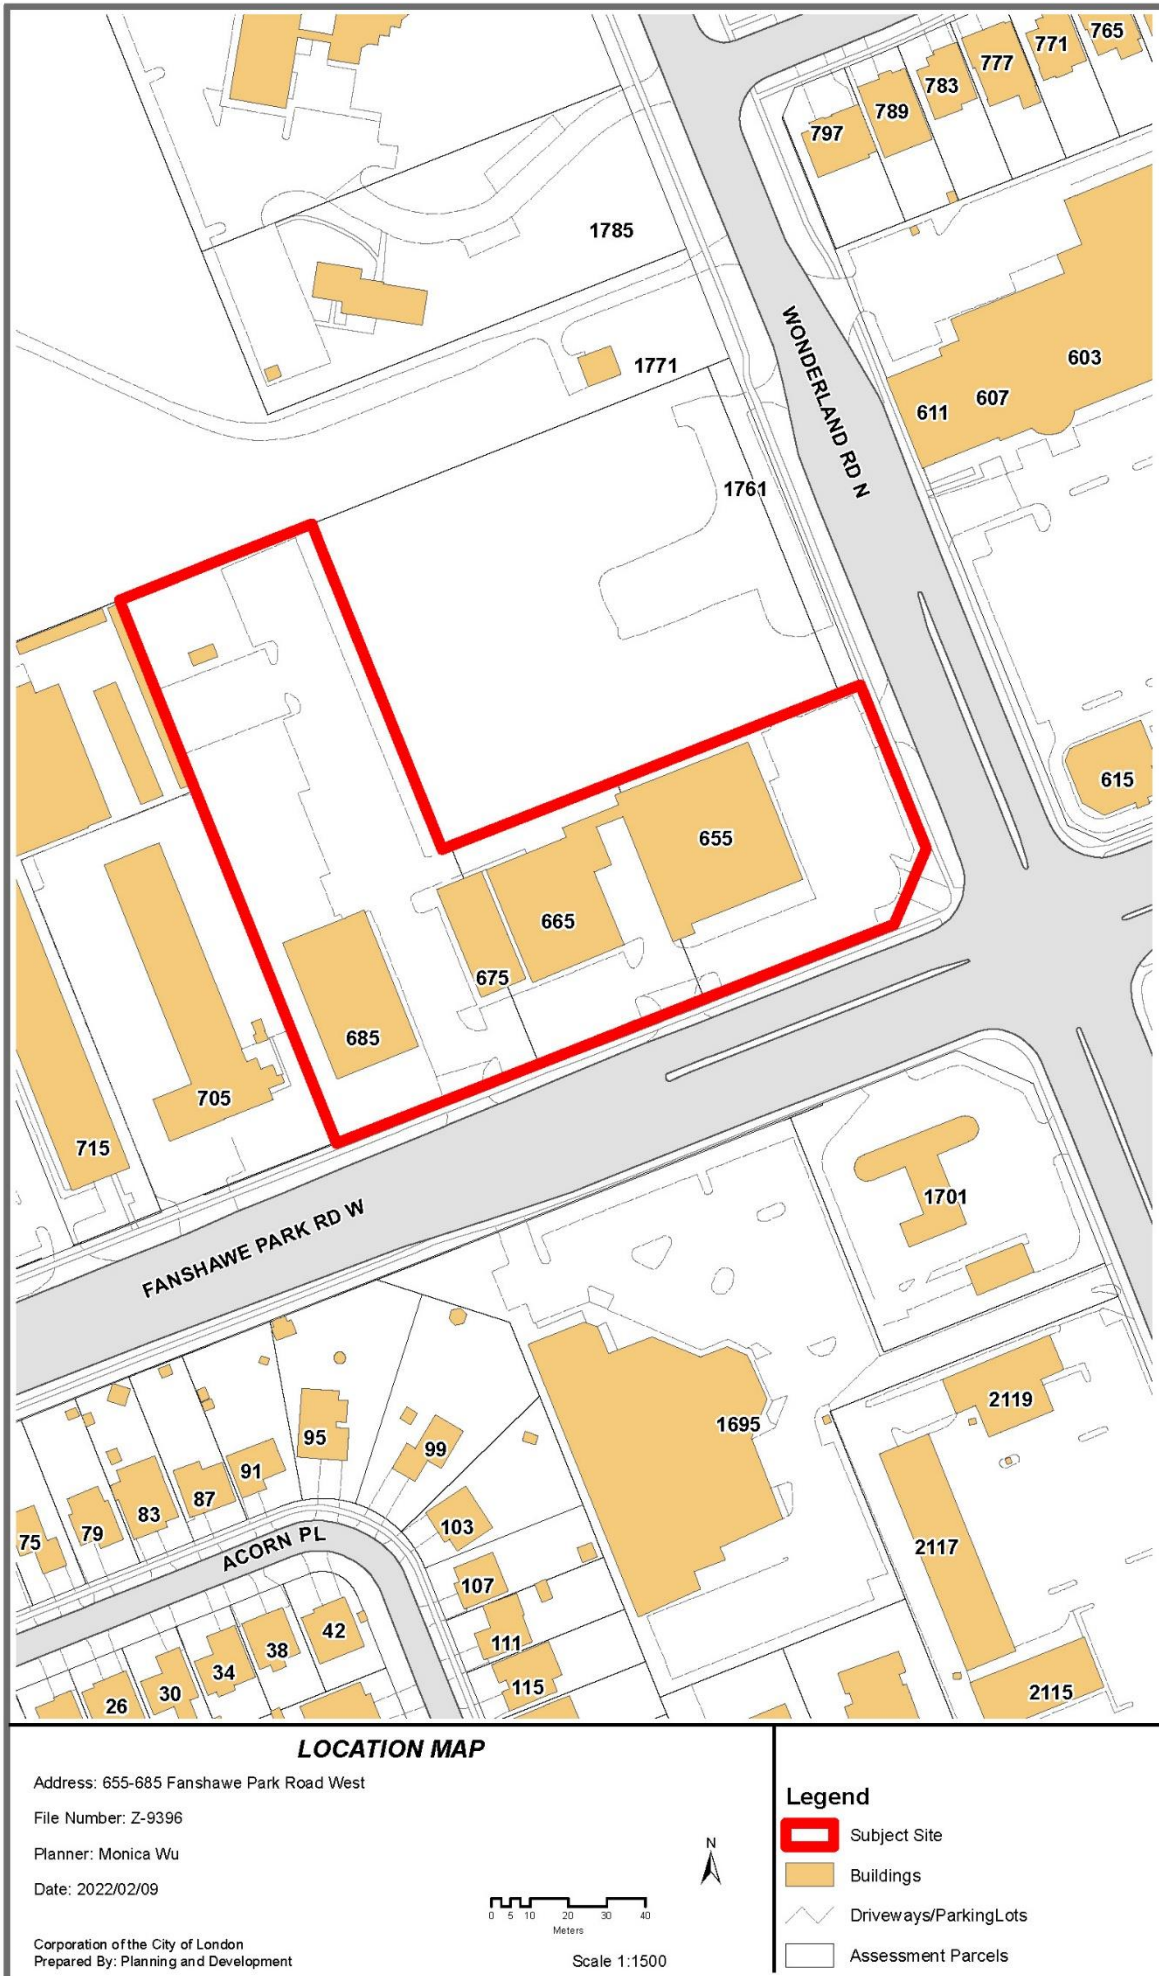 765
771
777
783
789
797
1785
WONDERLAND RD N
603
1771
607
611
1761
615
655
665
675
685
705
715
1701
FANSHAWE PARK RD W
2119
1695
95
99
91
87
83
79
75
103
ACORN PL
2117
107
42
111
38
34
115
30
26
2115
LOCATION MAP
Address: 655-685 Fanshawe Park Road West
File Number: Z-9396
Planner: Monica Wu
Date: 2022/02/09
Corporation of the City of London
Prepared By: Planning and Development
N
0 5 10 20 30 40
Meters
Scale 1:1500
Legend
Subject Site
Buildings
Driveways/ParkingLots
Assessment Parcels